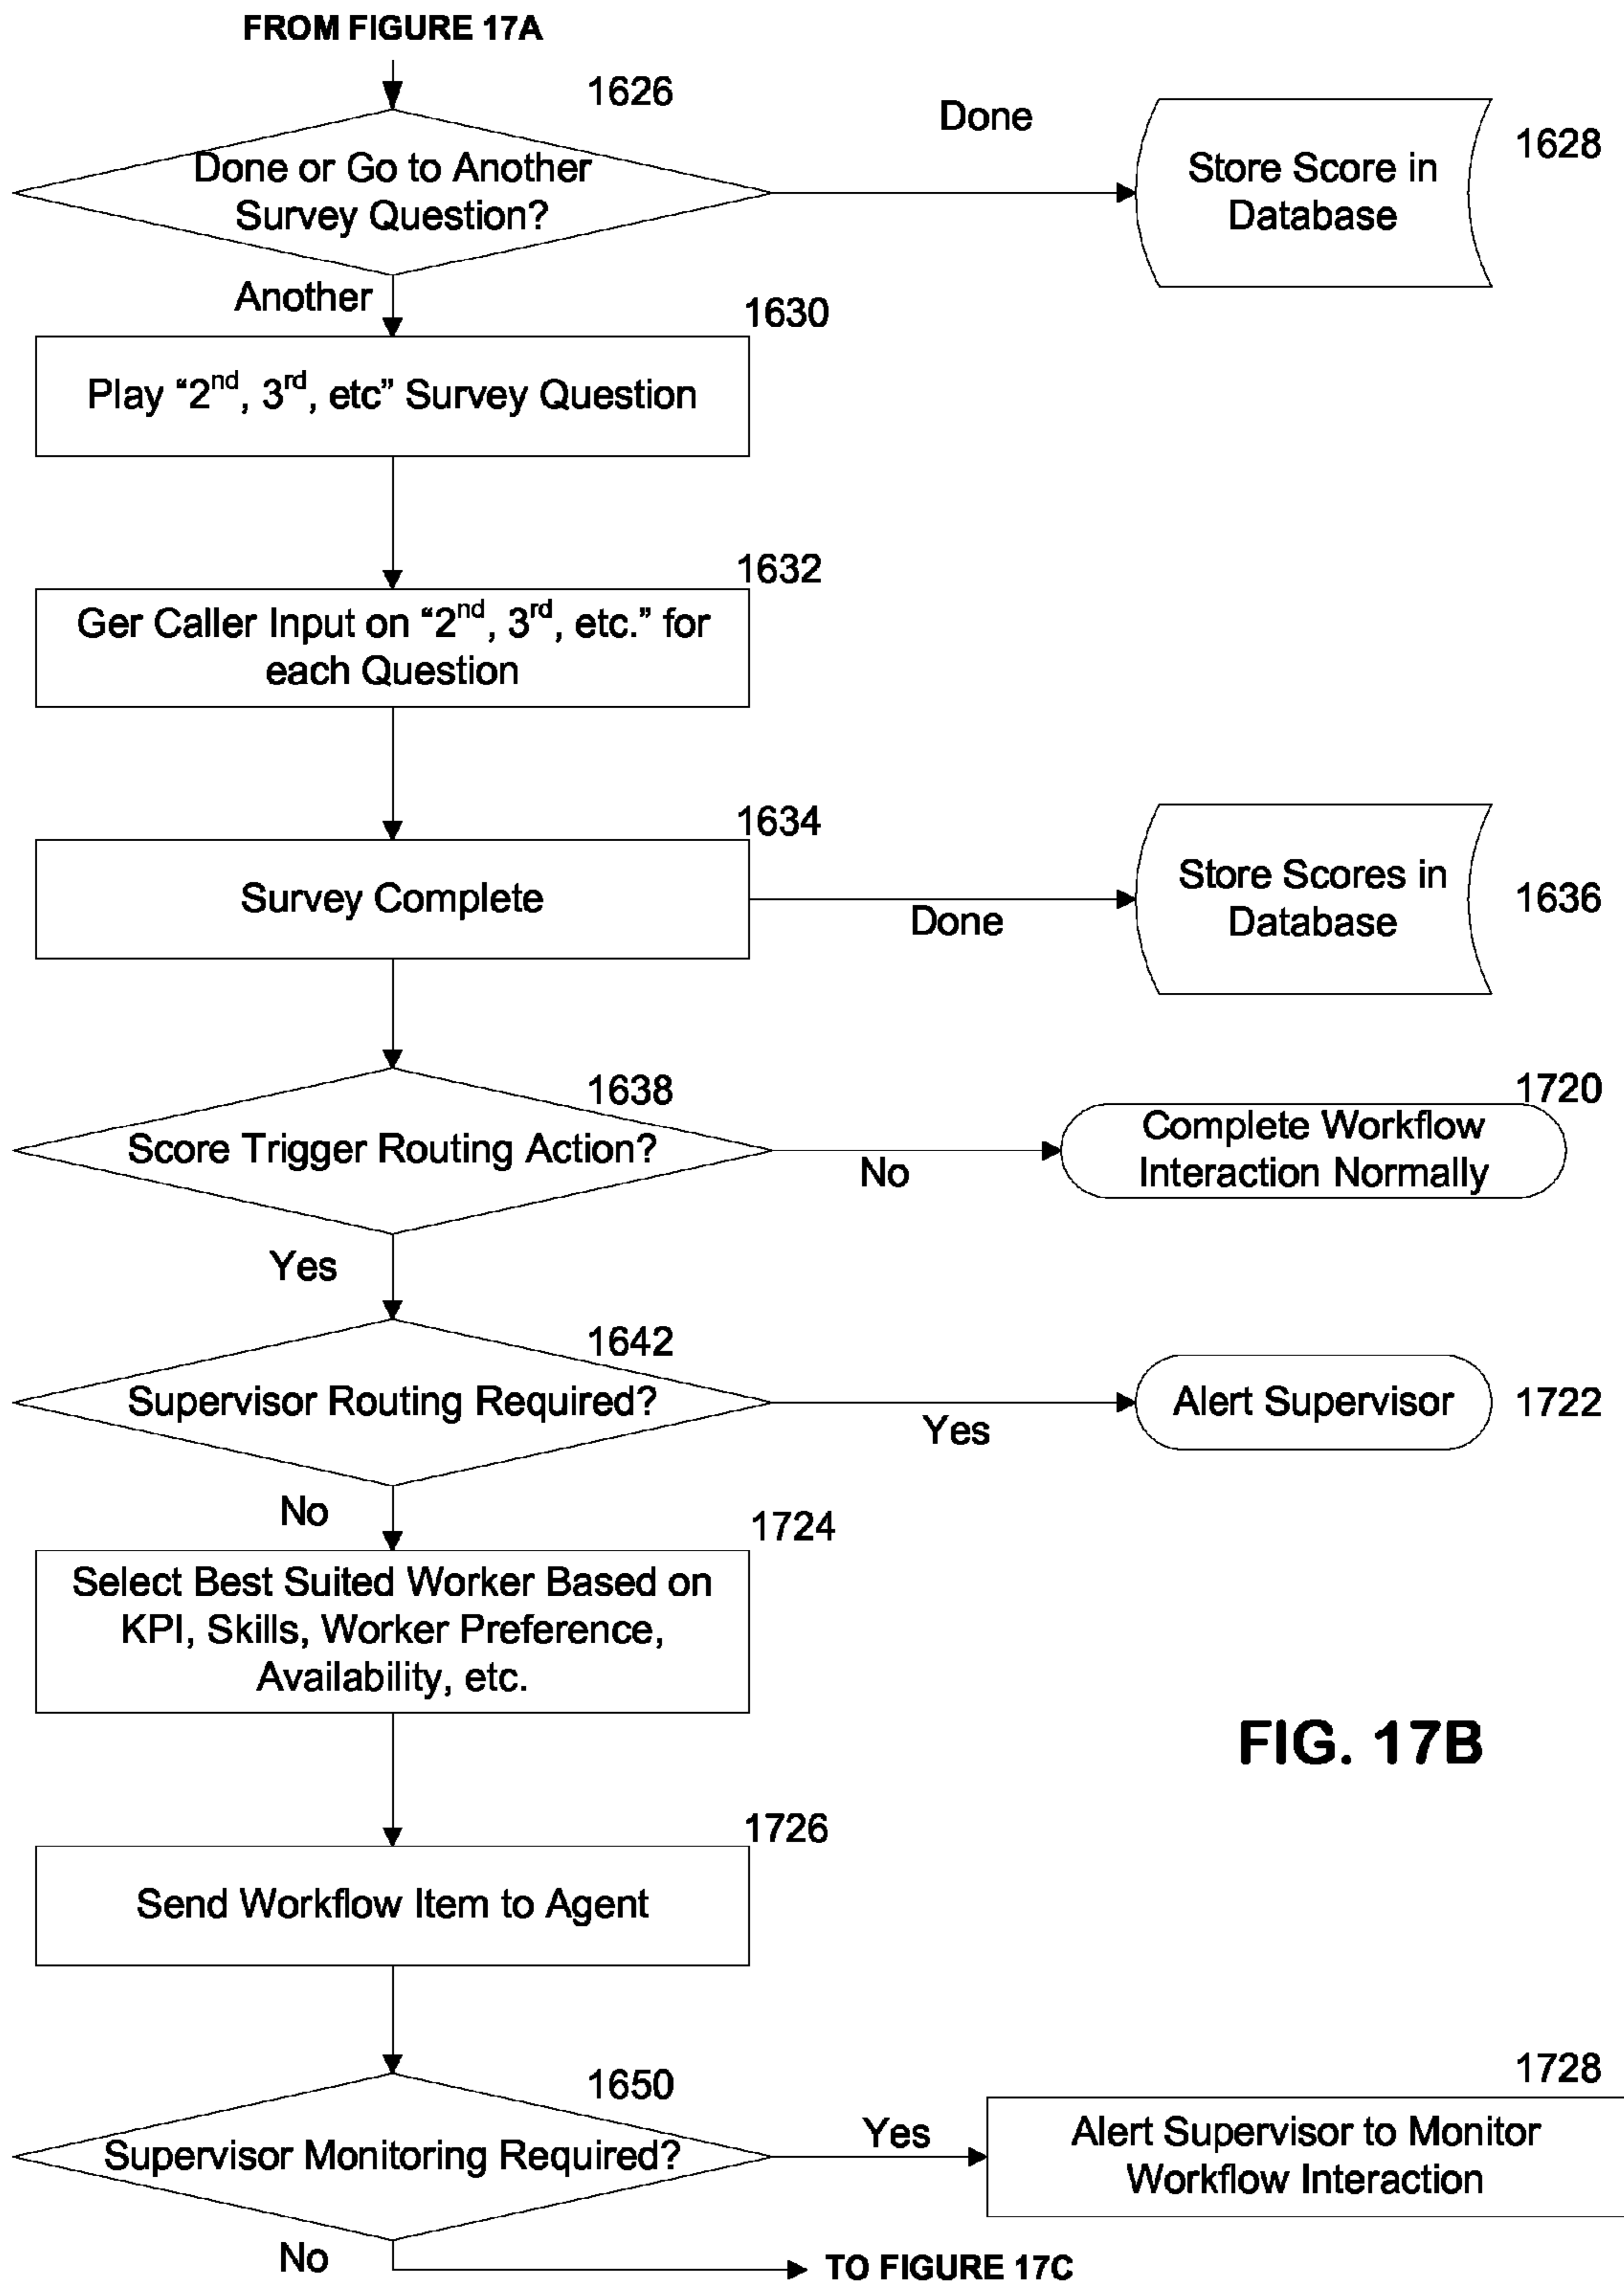 FROM FIGURE 17A
1626
Done or Go to Another
Survey Question?
Done
Store Score in
Database
1628
Another
1630
Play “2nd, 3rd, etc” Survey Question
1632
Ger Caller Input on “2nd, 3rd, etc.” for
each Question
1634
Survey Complete
Done
Store Scores in
Database
1636
1638
Score Trigger Routing Action?
No
1720
Complete Workflow
Interaction Normally
Yes
1642
Supervisor Routing Required?
Yes
Alert Supervisor
1722
No
1724
Select Best Suited Worker Based on
KPI, Skills, Worker Preference,
Availability, etc.
FIG. 17B
1726
Send Workflow Item to Agent
1650
Supervisor Monitoring Required?
Yes
1728
Alert Supervisor to Monitor
Workflow Interaction
No
TO FIGURE 17C